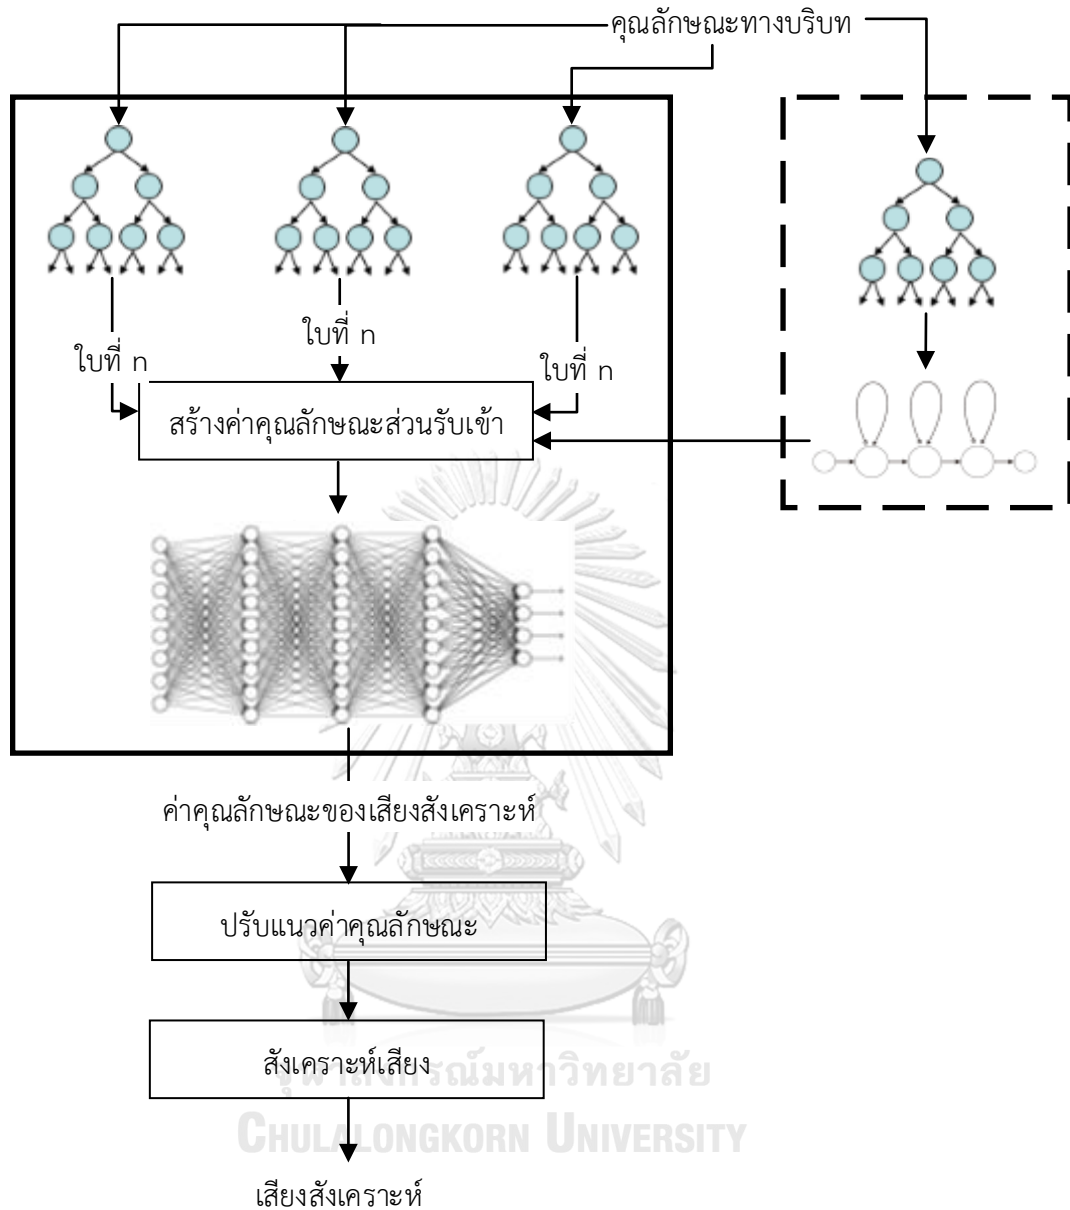 คุณลักษณะทางบริบท
ใบที่ n
ใบที่ n
ใบที่ n
สร้างค่าคุณลักษณะส่วนรับเข้า
ค่าคุณลักษณะของเสียงสังเคราะห์
ปรับแนวค่าคุณลักษณะ
สังเคราะห์เสียง
จุฬาลงกรณ์มหาวิทยาลัย
CHULALONGKORN UNIVERSITY
เสียงสังเคราะห์